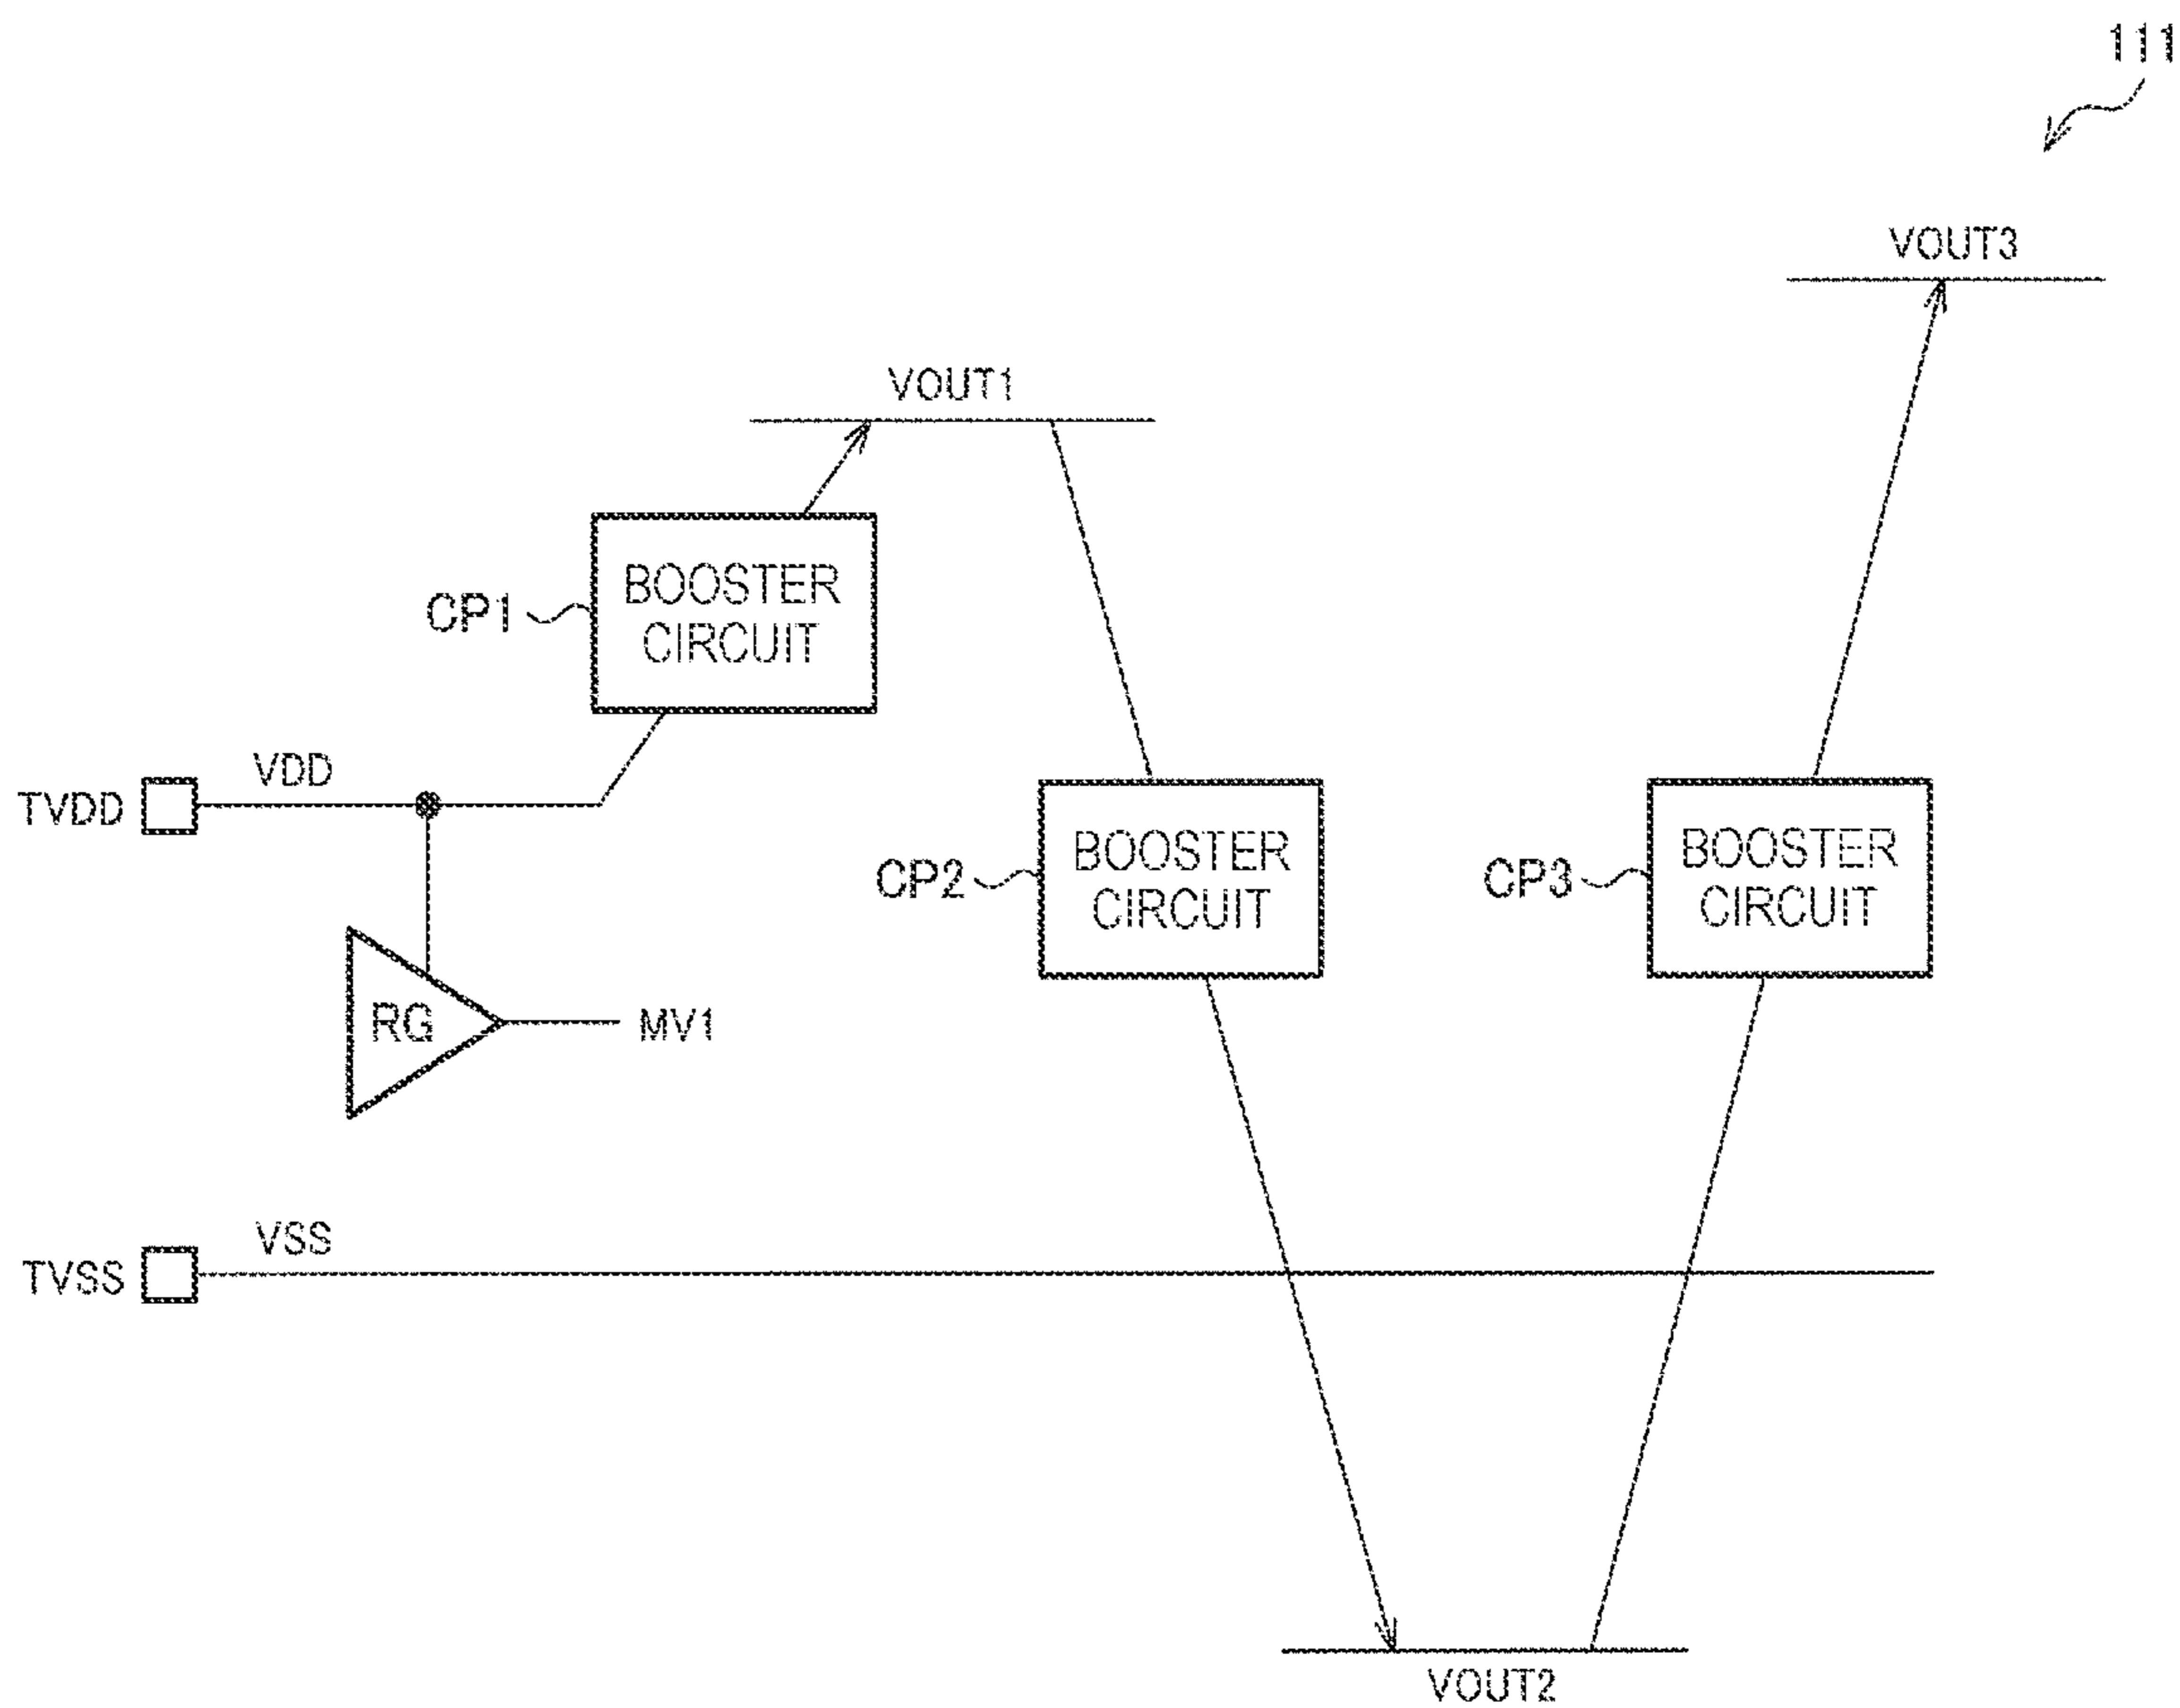 111
VOUT3
VOUT1
BOOSTER
CIRCUIT
CP1
VDD
TVDD
BOOSTER
CIRCUIT
CP2
BOOSTER
CIRCUIT
CP3
RG
MV1
VSS
TVSS
VOUT2